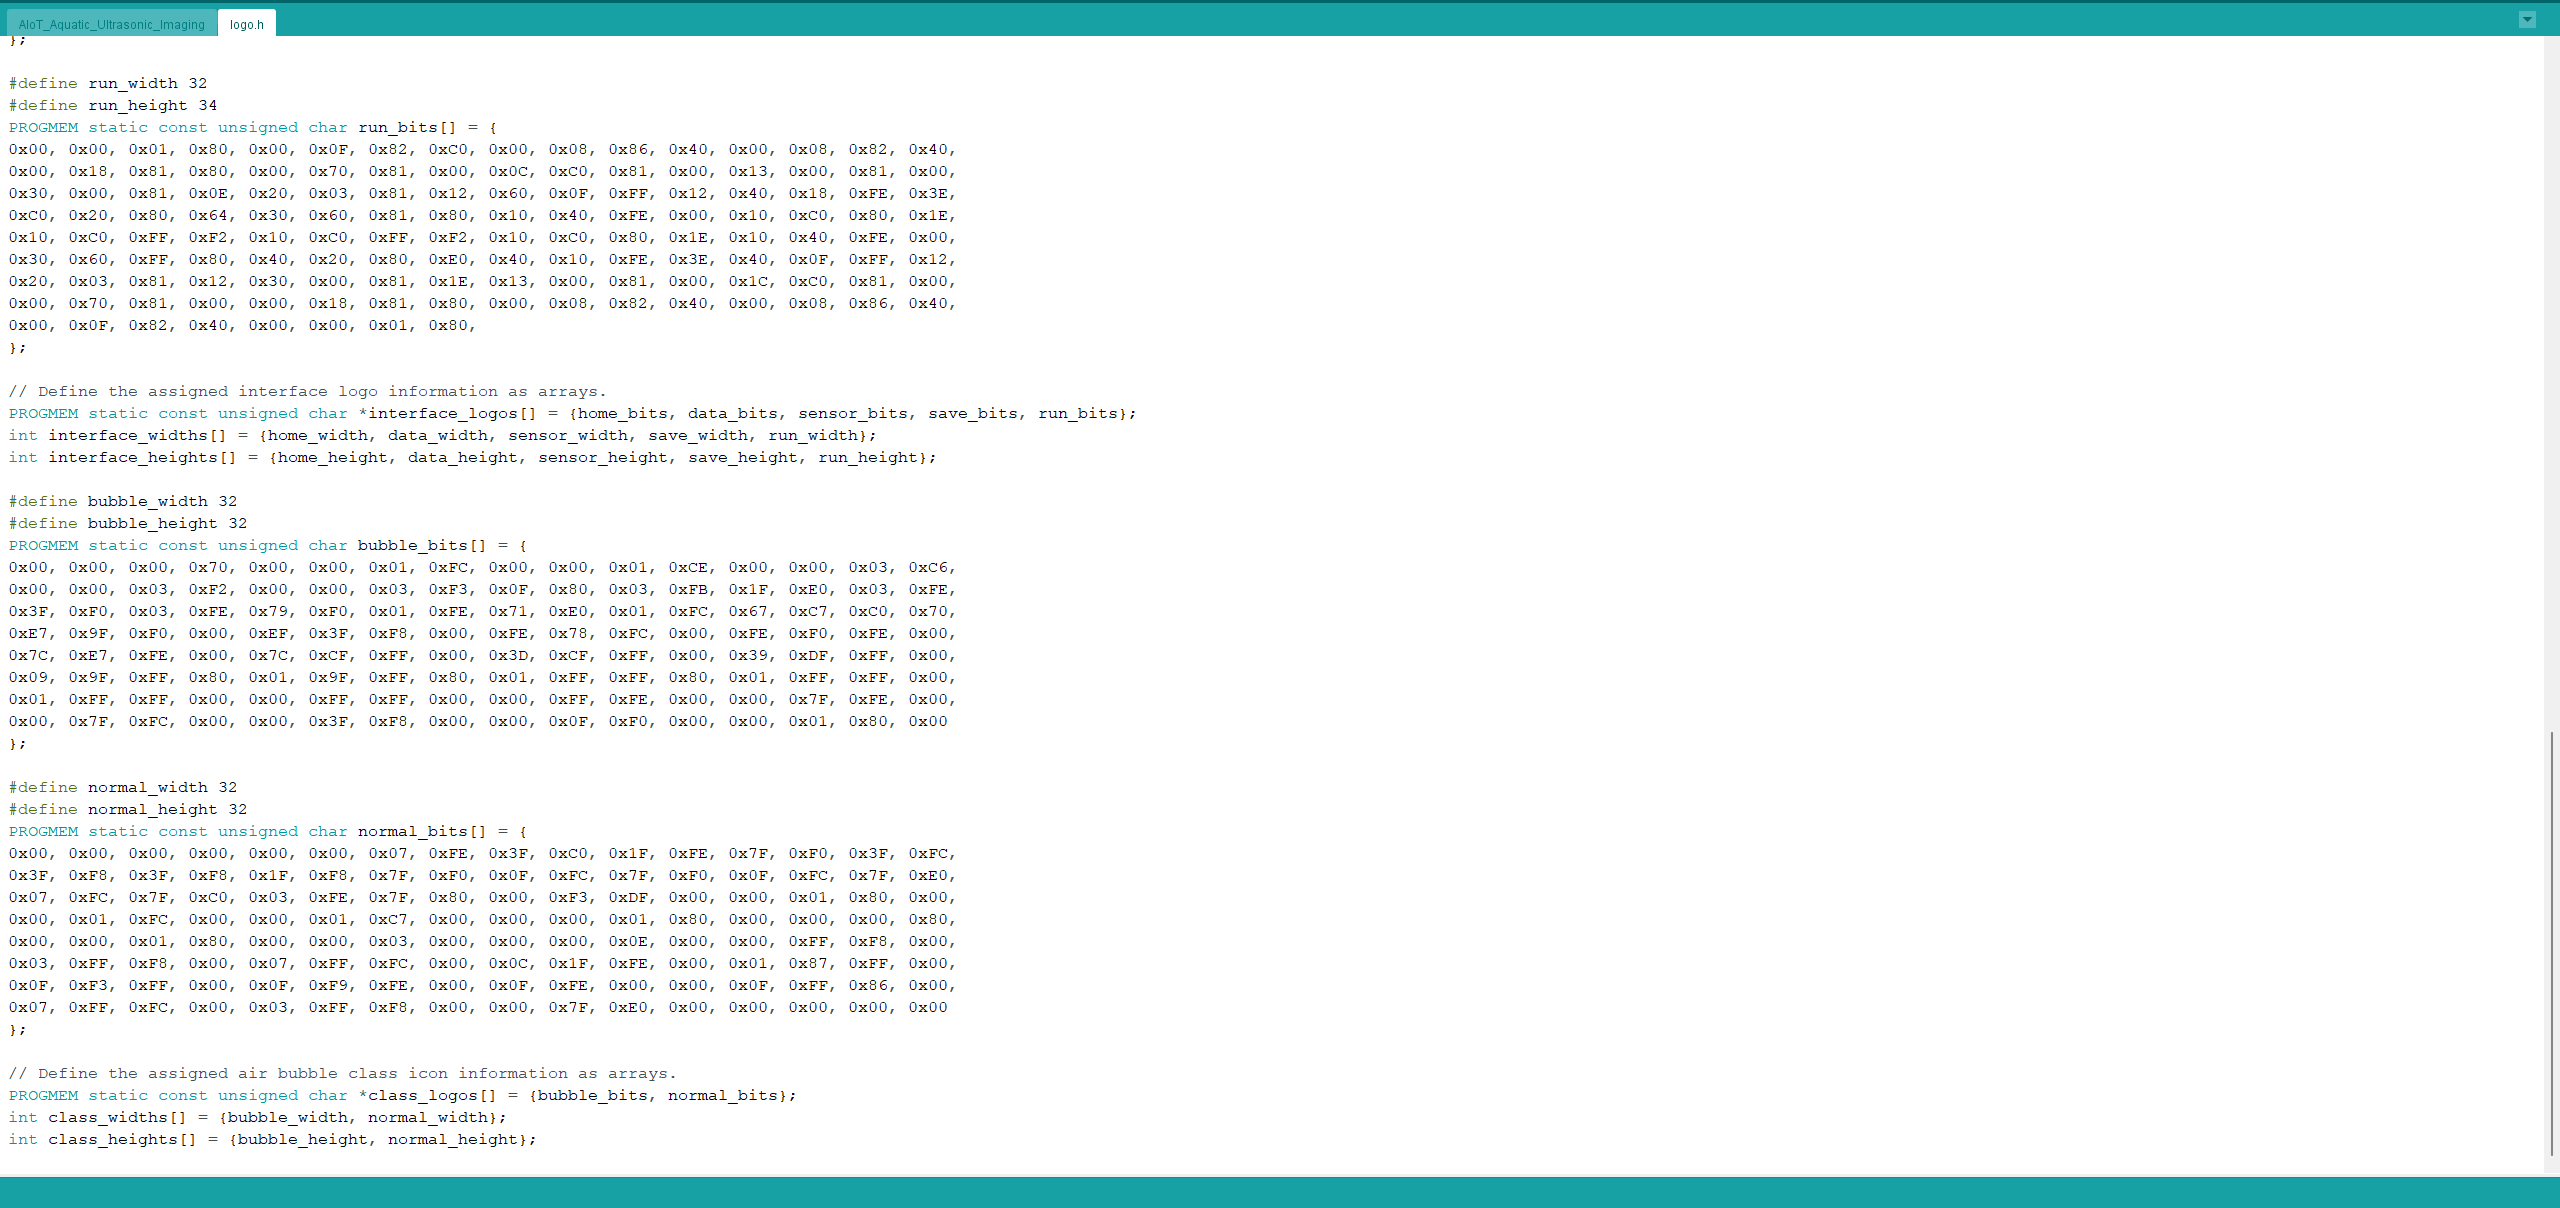 AIoT_Aquatic_Ultrasonic_Imaging logo.h
};
#define run_width 32
#define run_height 34
PROGMEM static const unsigned char run_bits[] = {
0x00, 0x00, 0x01, 0x80, 0x00, 0x0F, 0x82, 0xC0, 0x00, 0x08, 0x86, 0x40, 0x00, 0x08, 0x82, 0x40,
0x00, 0x18, 0x81, 0x80, 0x00, 0x70, 0x81, 0x00, 0x0C, 0xC0, 0x81, 0x00, 0x13, 0x00, 0x81, 0x00,
0x30, 0x00, 0x81, 0x0E, 0x20, 0x03, 0x81, 0x12, 0x60, 0x0F, 0xFF, 0x12, 0x40, 0x18, 0xFE, 0x3E,
0xC0, 0x20, 0x80, 0x64, 0x30, 0x60, 0x81, 0x80, 0x10, 0x40, 0xFE, 0x00, 0x10, 0xC0, 0x80, 0x1E,
0x10, 0xC0, 0xFF, 0xF2, 0x10, 0xC0, 0xFF, 0xF2, 0x10, 0xC0, 0x80, 0x1E, 0x10, 0x40, 0xFE, 0x00,
0x30, 0x60, 0xFF, 0x80, 0x40, 0x20, 0x80, 0xE0, 0x40, 0x10, 0xFE, 0x3E, 0x40, 0x0F, 0xFF, 0x12,
0x20, 0x03, 0x81, 0x12, 0x30, 0x00, 0x81, 0x1E, 0x13, 0x00, 0x81, 0x00, 0x1C, 0xC0, 0x81, 0x00,
0x00, 0x70, 0x81, 0x00, 0x00, 0x18, 0x81, 0x80, 0x00, 0x08, 0x82, 0x40, 0x00, 0x08, 0x86, 0x40,
0x00, 0x0F, 0x82, 0x40, 0x00, 0x00, 0x01, 0x80,
};
// Define the assigned interface logo information as arrays.
PROGMEM static const unsigned char *interface_logos[] = {home_bits, data_bits, sensor_bits, save_bits, run_bits};
int interface_widths[] = {home_width, data_width, sensor_width, save_width, run_width};
int interface_heights[] = {home_height, data_height, sensor_height, save_height, run_height};
#define bubble_width 32
#define bubble_height 32
PROGMEM static const unsigned char bubble_bits[] = {
0x00, 0x00, 0x00, 0x70, 0x00, 0x00, 0x01, 0xFC, 0x00, 0x00, 0x01, 0xCE, 0x00, 0x00, 0x03, 0xC6,
0x00, 0x00, 0x03, 0xF2, 0x00, 0x00, 0x03, 0xF3, 0x0F, 0x80, 0x03, 0xFB, 0x1F, 0xE0, 0x03, 0xFE,
0x3F, 0xF0, 0x03, 0xFE, 0x79, 0xF0, 0x01, 0xFE, 0x71, 0xE0, 0x01, 0xFC, 0x67, 0xC7, 0xC0, 0x70,
0xE7, 0x9F, 0xF0, 0x00, 0xEF, 0x3F, 0xF8, 0x00, 0xFE, 0x78, 0xFC, 0x00, 0xFE, 0xF0, 0xFE, 0x00,
0x7C, 0xE7, 0xFE, 0x00, 0x7C, 0xCF, 0xFF, 0x00, 0x3D, 0xCF, 0xFF, 0x00, 0x39, 0xDF, 0xFF, 0x00,
0x09, 0x9F, 0xFF, 0x80, 0x01, 0x9F, 0xFF, 0x80, 0x01, 0xFF, 0xFF, 0x80, 0x01, 0xFF, 0xFF, 0x00,
0x01, 0xFF, 0xFF, 0x00, 0x00, 0xFF, 0xFF, 0x00, 0x00, 0xFF, 0xFE, 0x00, 0x00, 0x7F, 0xFE, 0x00,
0x00, 0x7F, 0xFC, 0x00, 0x00, 0x3F, 0xF8, 0x00, 0x00, 0x0F, 0xF0, 0x00, 0x00, 0x01, 0x80, 0x00
};
#define normal_width 32
#define normal_height 32
PROGMEM static const unsigned char normal_bits[] = {
0x00, 0x00, 0x00, 0x00, 0x00, 0x00, 0x07, 0xFE, 0x3F, 0xC0, 0x1F, 0xFE, 0x7F, 0xF0, 0x3F, 0xFC,
0x3F, 0xF8, 0x3F, 0xF8, 0x1F, 0xF8, 0x7F, 0xF0, 0x0F, 0xFC, 0x7F, 0xF0, 0x0F, 0xFC, 0x7F, 0xE0,
0x07, 0xFC, 0x7F, 0xC0, 0x03, 0xFE, 0x7F, 0x80, 0x00, 0xF3, 0xDF, 0x00, 0x00, 0x01, 0x80, 0x00,
0x00, 0x01, 0xFC, 0x00, 0x00, 0x01, 0xC7, 0x00, 0x00, 0x00, 0x01, 0x80, 0x00, 0x00, 0x00, 0x80,
0x00, 0x00, 0x01, 0x80, 0x00, 0x00, 0x03, 0x00, 0x00, 0x00, 0x0E, 0x00, 0x00, 0xFF, 0xF8, 0x00,
0x03, 0xFF, 0xF8, 0x00, 0x07, 0xFF, 0xFC, 0x00, 0x0C, 0x1F, 0xFE, 0x00, 0x01, 0x87, 0xFF, 0x00,
0x0F, 0xF3, 0xFF, 0x00, 0x0F, 0xF9, 0xFE, 0x00, 0x0F, 0xFE, 0x00, 0x00, 0x0F, 0xFF, 0x86, 0x00,
0x07, 0xFF, 0xFC, 0x00, 0x03, 0xFF, 0xF8, 0x00, 0x00, 0x7F, 0xE0, 0x00, 0x00, 0x00, 0x00, 0x00
};
// Define the assigned air bubble class icon information as arrays.
PROGMEM static const unsigned char *class_logos[] = {bubble_bits, normal_bits};
int class_widths[] = {bubble_width, normal_width};
int class_heights[] = {bubble_height, normal_height};